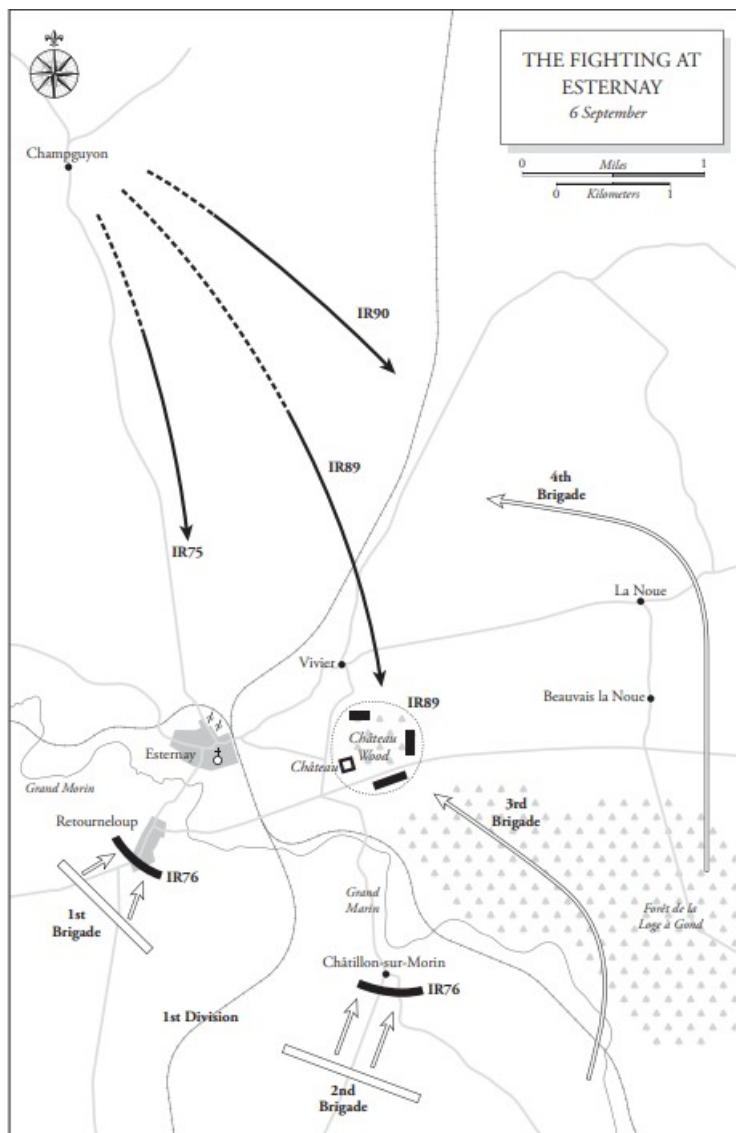 THE FIGHTING AT
ESTERNAY
6 September
0 Miles 1
0 Kilometers 1
Champguyon
IR90
IR89
4th
Brigade
IR75
La Noue
Vivier
Beauvais la Noue
IR89
Château
Wood
Esternay
Château
Grand Morin
3rd
Brigade
Retourneloup
IR76
1st
Brigade
Grand
Marin
Forêt de la
Loge à Gond
Châtillon-sur-Morin
IR76
1st Division
2nd
Brigade